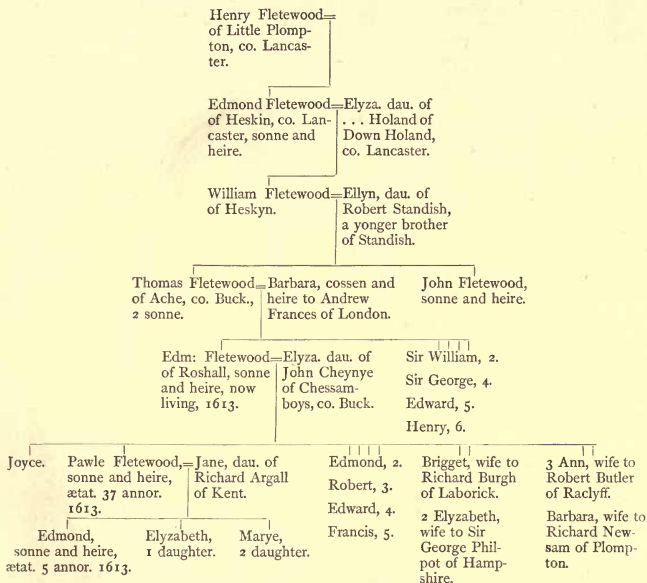 Henry Fletewood=
of Little Plomp-
ton, co. Lancas-
ter.
Edmond Fletewood=
of Heskin, co. Lan-
caster, sonne and
heire.
Elyza. dau. of
. . . Holand of
Down Holand,
co. Lancaster.
William Fletewood=
of Heskyn.
Ellyn, dau. of
Robert Standish,
a yonger brother
of Standish.
Thomas Fletewood=
of Ache, co. Buck.,
2 sonne.
Barbara, cossen and
heire to Andrew
Frances of London.
John Fletewood,
sonne and heire.
Edm: Fletewood=
of Roshall, sonne
and heire, now
living, 1613.
Elyza. dau. of
John Cheynye
of Chessam-
boys, co. Buck.
Sir William, 2.
Sir George, 4.
Edward, 5.
Henry, 6.
Joyce.
Pawle Fletewood,=
sonne and heire,
ætat. 37 annor.
1613.
Jane, dau. of
Richard Argall
of Kent.
Edmond, 2.
Robert, 3.
Edward, 4.
Francis, 5.
Brigget, wife to
Richard Burgh
of Laborick.
2 Elyzabeth,
wife to Sir
George Phil-
pot of Hamp-
shire.
3 Ann, wife to
Robert Butler
of Raclyff.
Barbara, wife to
Richard New-
sam of Plomp-
ton.
Edmond,
sonne and heire,
ætat. 5 annor. 1613.
Elyzabeth,
1 daughter.
Marye,
2 daughter.